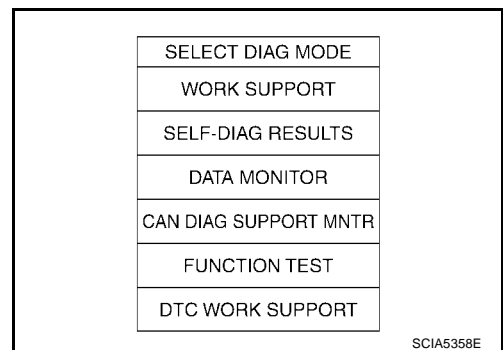 SELECT DIAG MODE
WORK SUPPORT
SELF-DIAG RESULTS
DATA MONITOR
CAN DIAG SUPPORT MNTR
FUNCTION TEST
DTC WORK SUPPORT
SCIA5358E